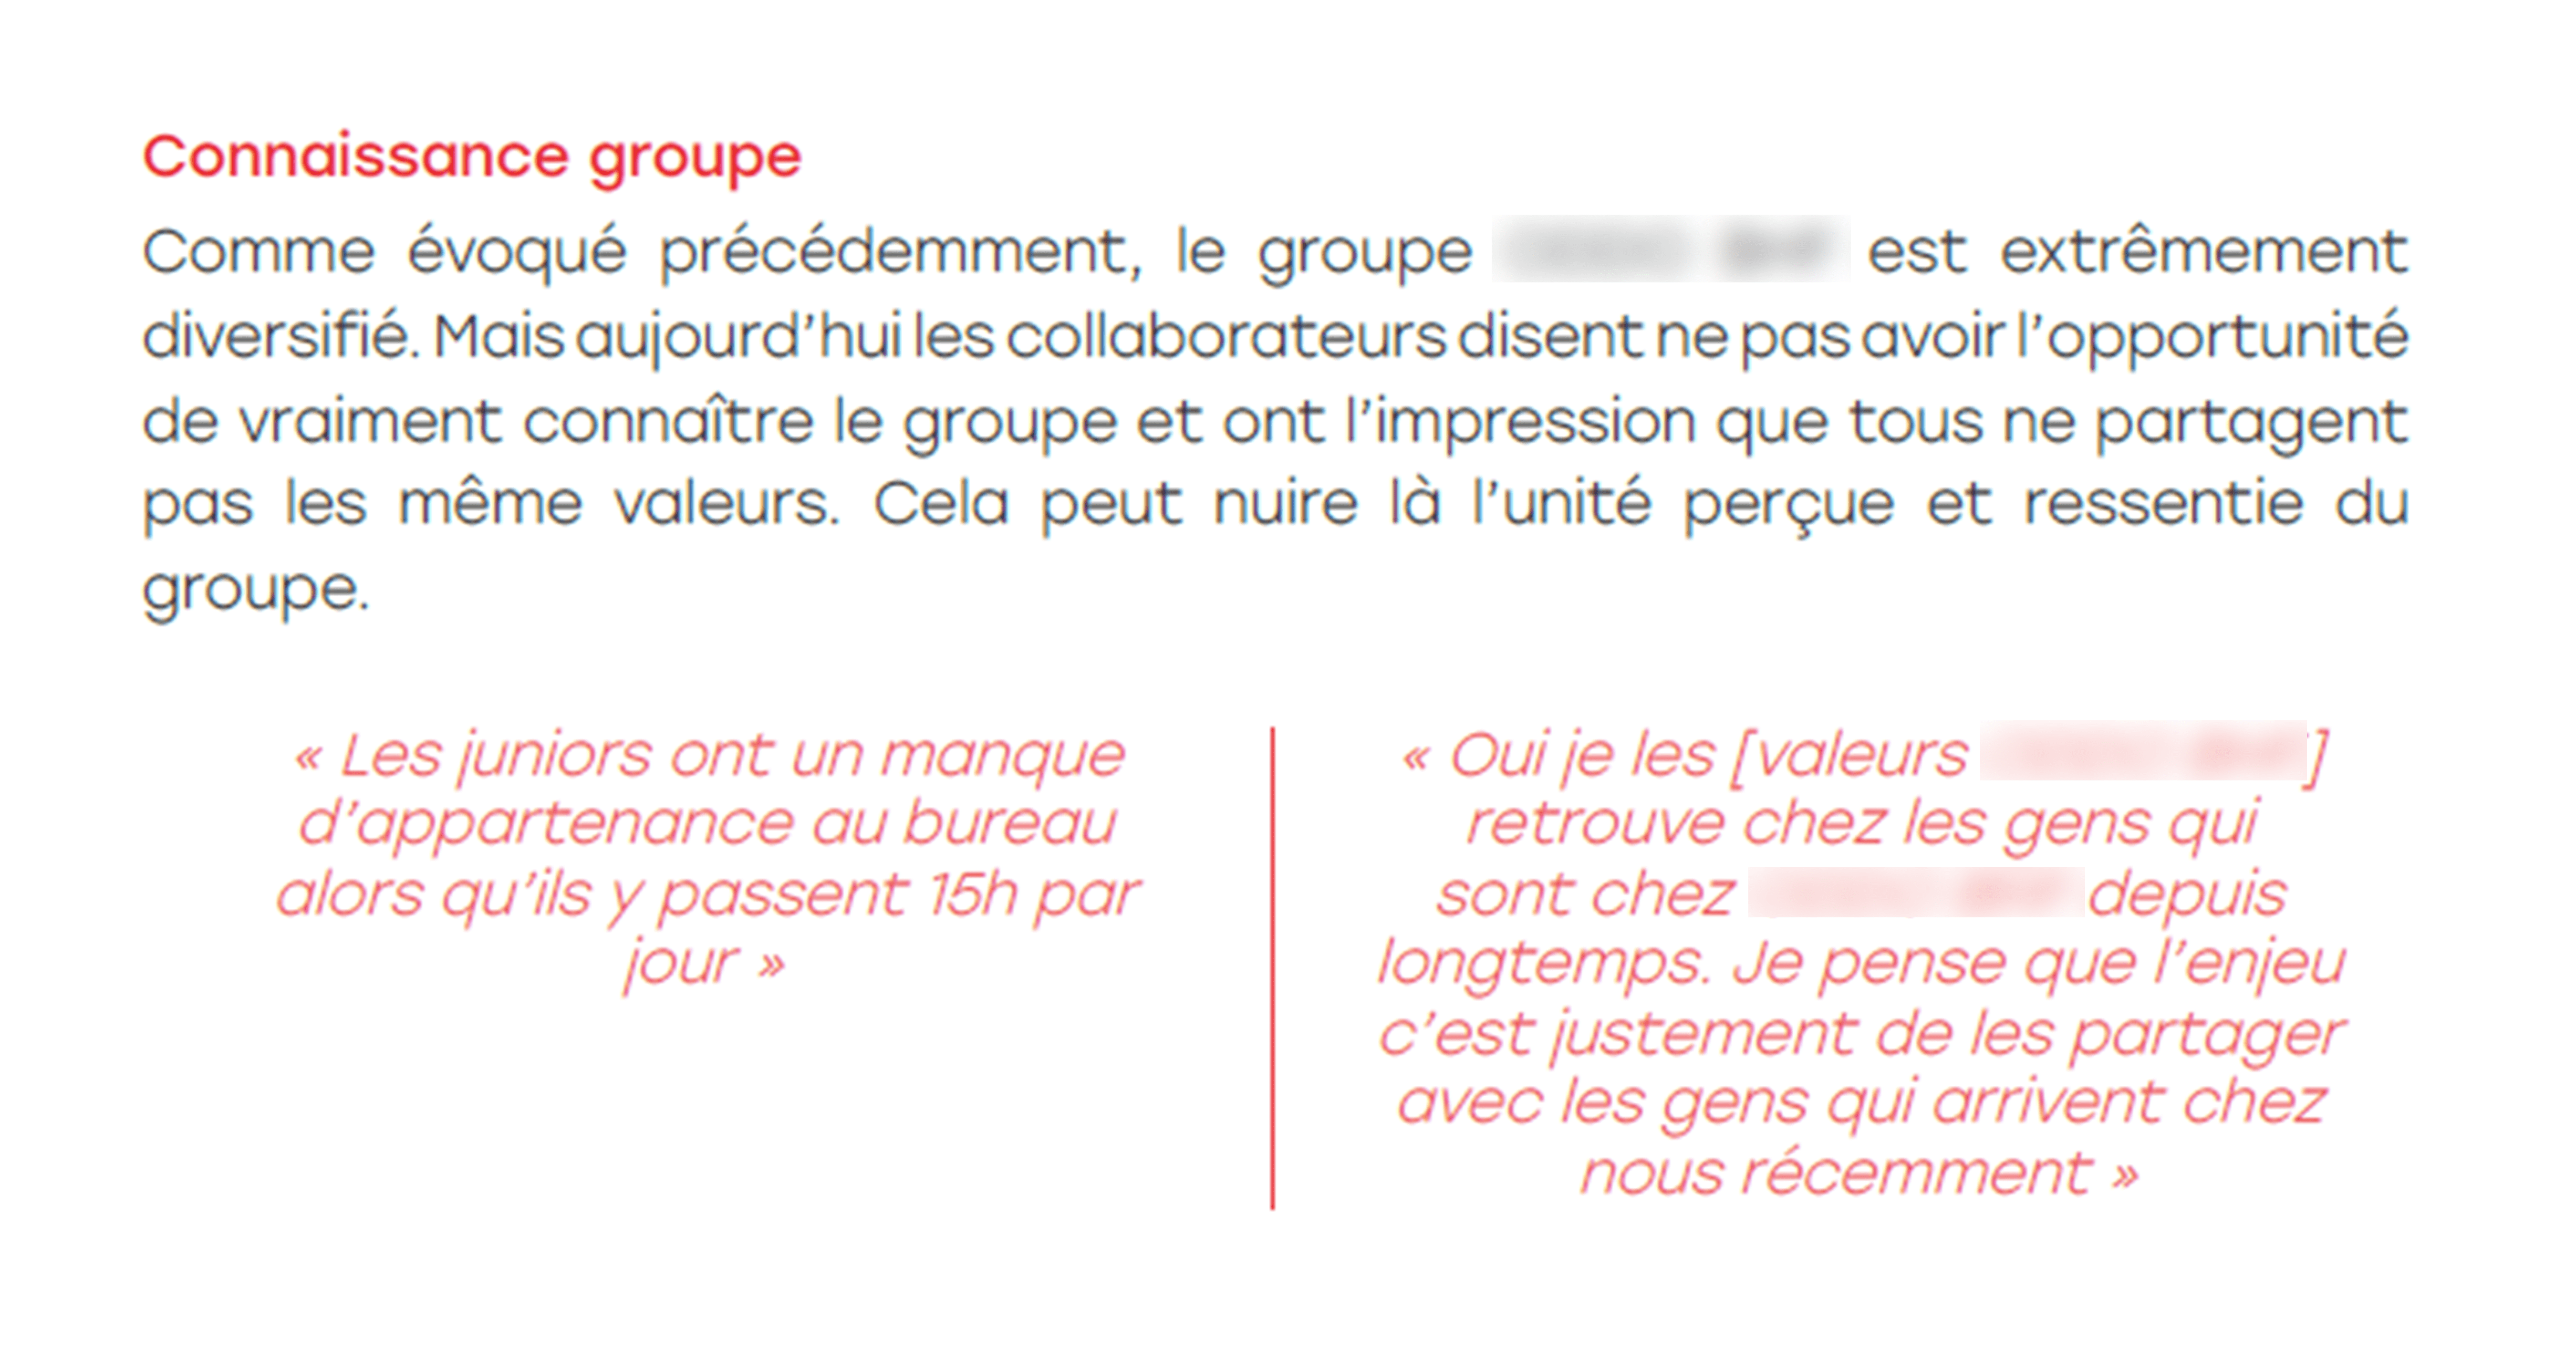 Connaissance groupe
Comme évoqué précédemment, le groupe est extrêmement
diversifié. Mais aujourd’hui les collaborateurs disent ne pas avoir l’opportunité
de vraiment connaître le groupe et ont l’impression que tous ne partagent
pas les même valeurs. Cela peut nuire là l’unité perçue et ressentie du
groupe.
« Les juniors ont un manque
d’appartenance au bureau
alors qu’ils y passent 15h par
jour »
« Oui je les [valeurs ]
retrouve chez les gens qui
sont chez depuis
longtemps. Je pense que l’enjeu
c’est justement de les partager
avec les gens qui arrivent chez
nous récemment »